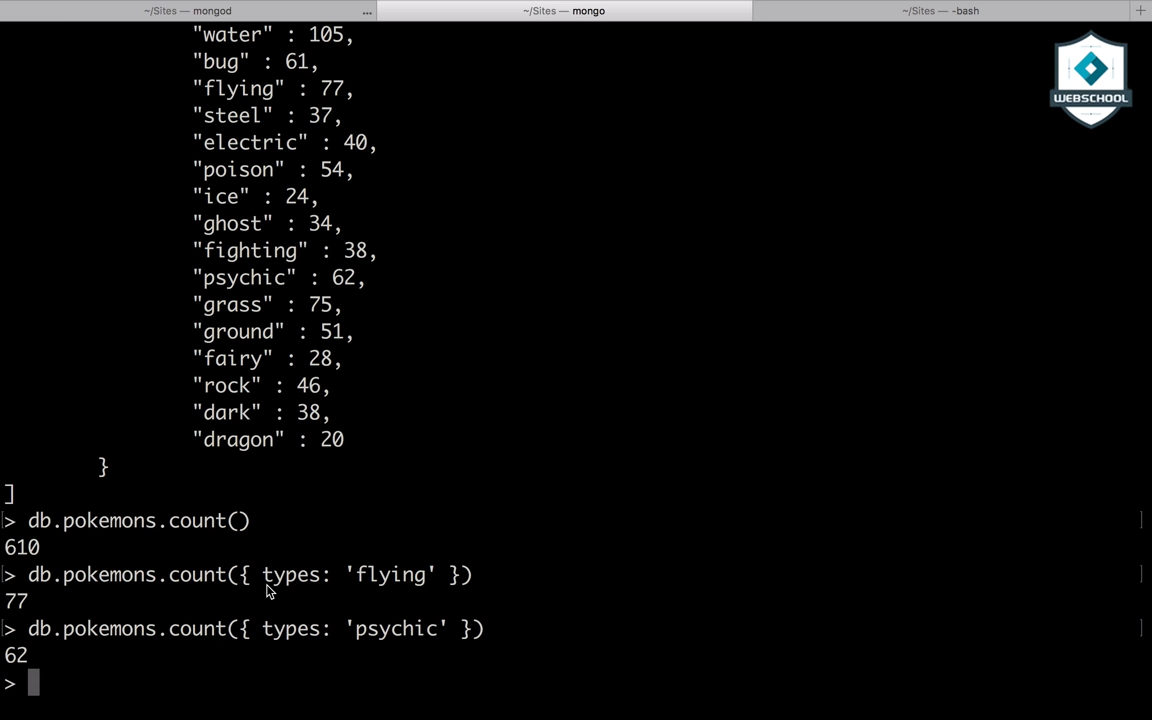 ~/Sites — mongod ... ~/Sites — mongo ~/Sites — -bash +
"water" : 105,
"bug" : 61,
"flying" : 77,
"steel" : 37,
"electric" : 40,
"poison" : 54,
"ice" : 24,
"ghost" : 34,
"fighting" : 38,
"psychic" : 62,
"grass" : 75,
"ground" : 51,
"fairy" : 28,
"rock" : 46,
"dark" : 38,
"dragon" : 20
}
]
> db.pokemons.count()
610
> db.pokemons.count({ types: 'flying' })
77
> db.pokemons.count({ types: 'psychic' })
62
>
WEBSCHOOL